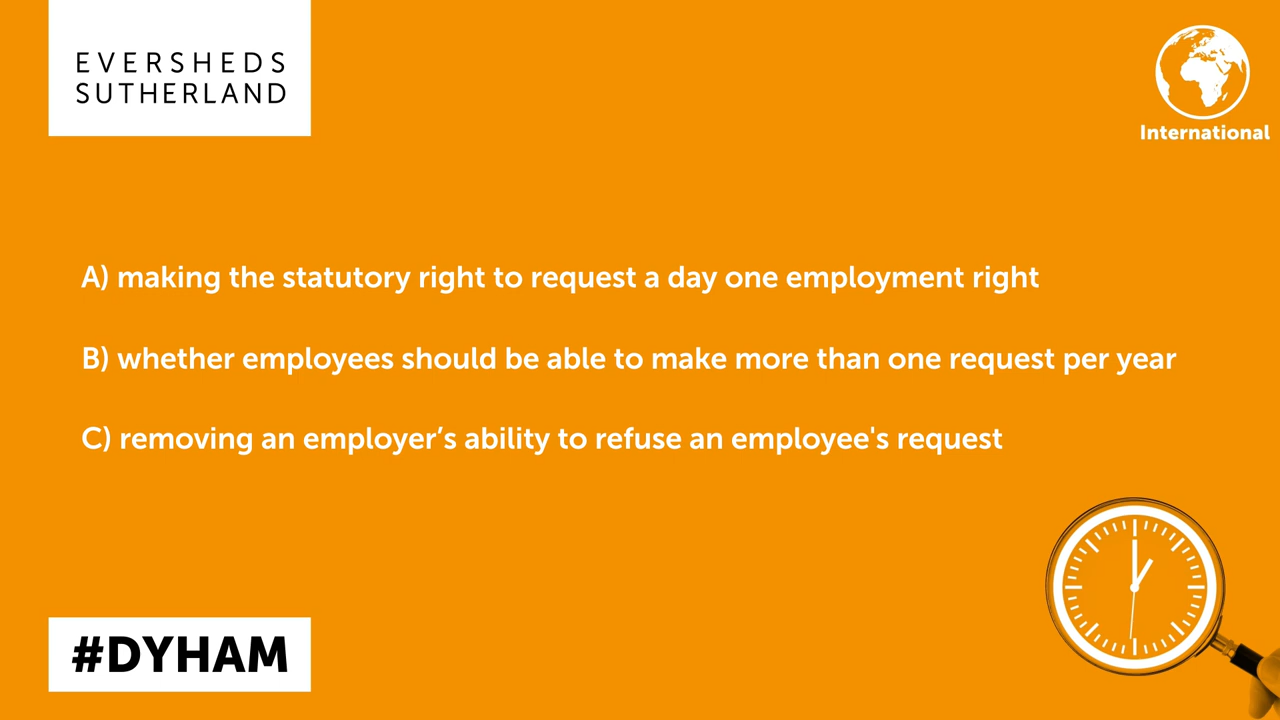 EVERSHEDS
SUTHERLAND
International
A) making the statutory right to request a day one employment right
B) whether employees should be able to make more than one request per year
C) removing an employer’s ability to refuse an employee's request
#DYHAM